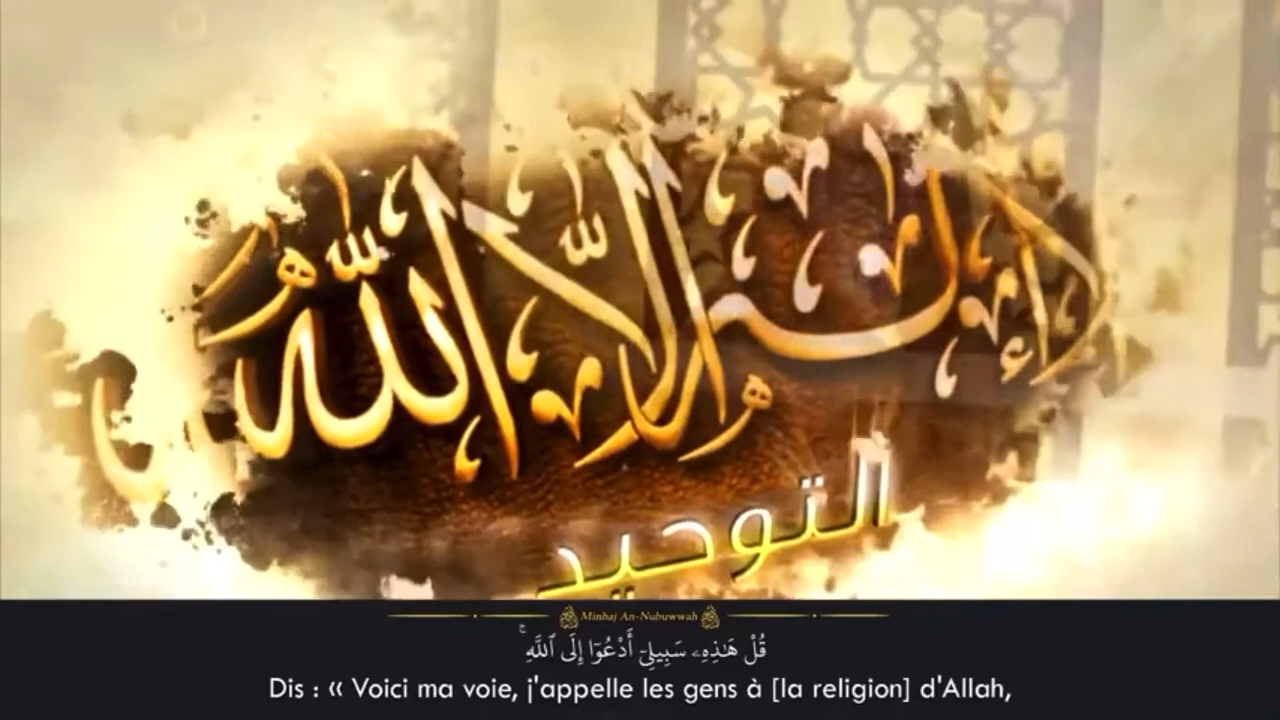 لا إله إلا الله
التوحيد
Minhaj An-Nubuwwah
قُلْ هَـٰذِهِۦ سَبِيلِىٓ أَدْعُوٓا۟ إِلَى ٱللَّهِ ۚ
Dis : « Voici ma voie, j'appelle les gens à [la religion] d'Allah,